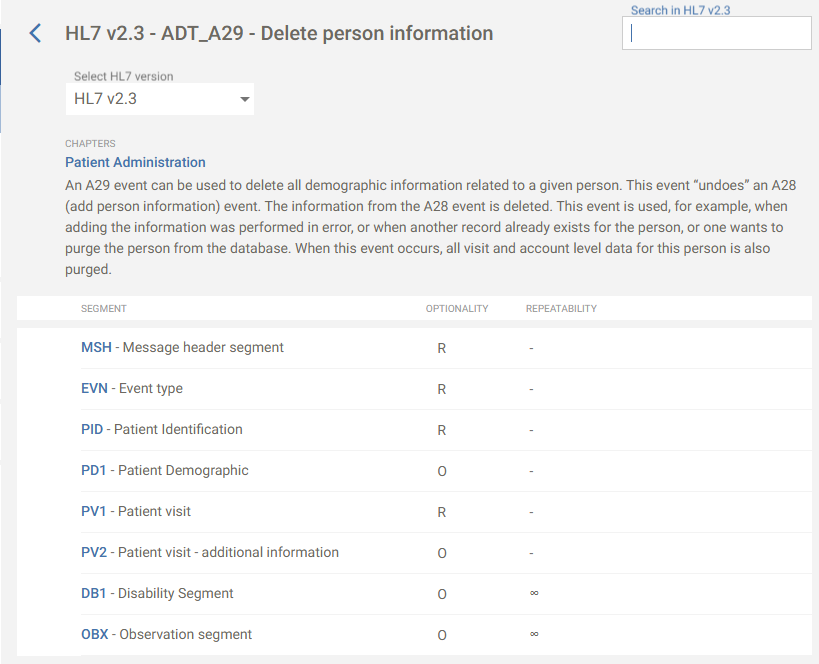 Search in HL7 v2.3
HL7 v2.3 - ADT_A29 - Delete person information
Select HL7 version
HL7 v2.3
CHAPTERS
Patient Administration
An A29 event can be used to delete all demographic information related to a given person. This event “undoes” an A28
(add person information) event. The information from the A28 event is deleted. This event is used, for example, when
adding the information was performed in error, or when another record already exists for the person, or one wants to
purge the person from the database. When this event occurs, all visit and account level data for this person is also
purged.
SEGMENT OPTIONALITY REPEATABILITY
MSH - Message header segment R -
EVN - Event type R -
PID - Patient Identification R -
PD1 - Patient Demographic O -
PV1 - Patient visit R -
PV2 - Patient visit - additional information O -
DB1 - Disability Segment O ∞
OBX - Observation segment O ∞